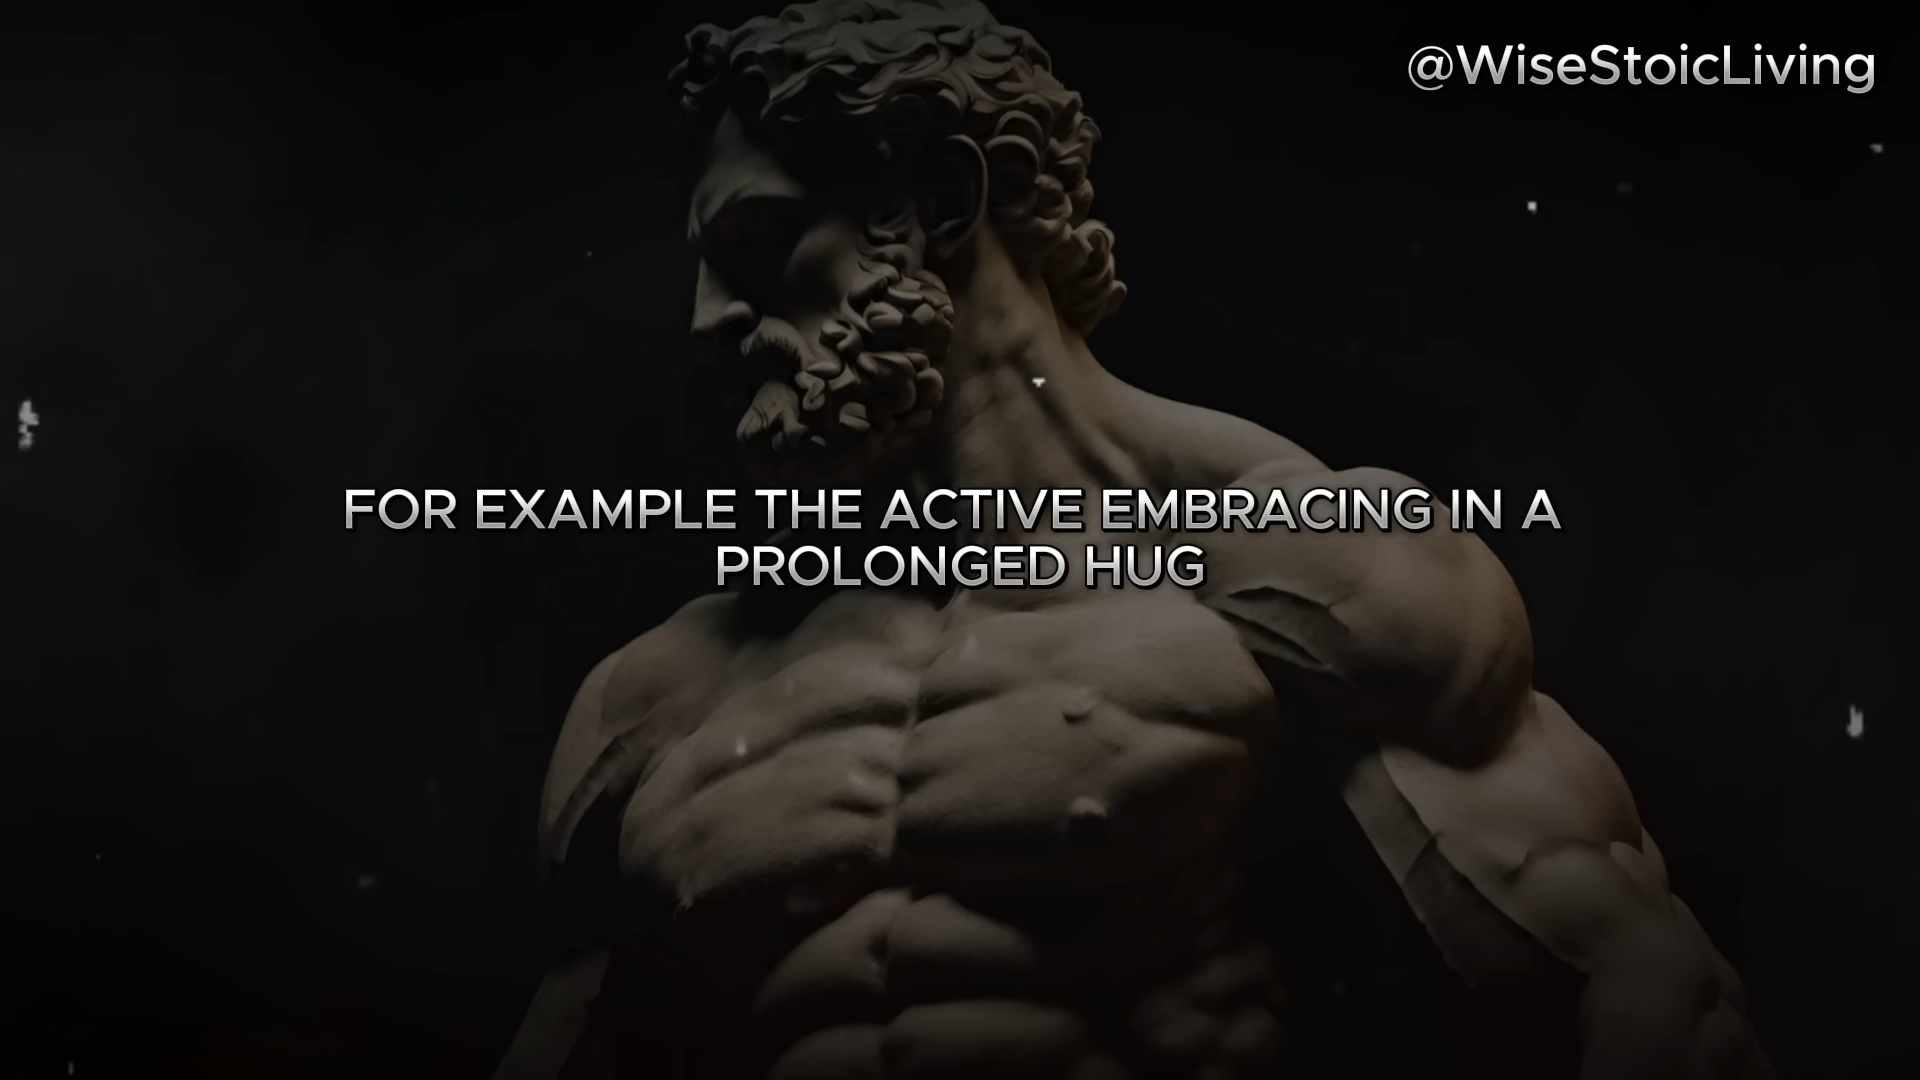 @WiseStoicLiving
FOR EXAMPLE THE ACTIVE EMBRACING IN A
PROLONGED HUG